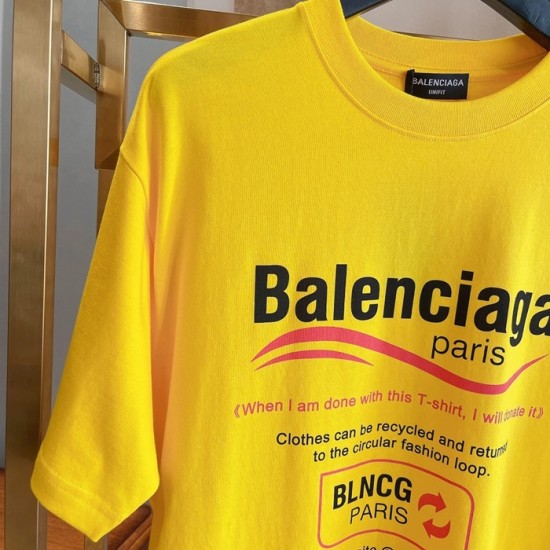 BALENCIAGA
UNIFIT
Balenciaga
paris
《When I am done with this T-shirt, I will donate it》
Clothes can be recycled and returned
to the circular fashion loop.
BLNCG
PARIS